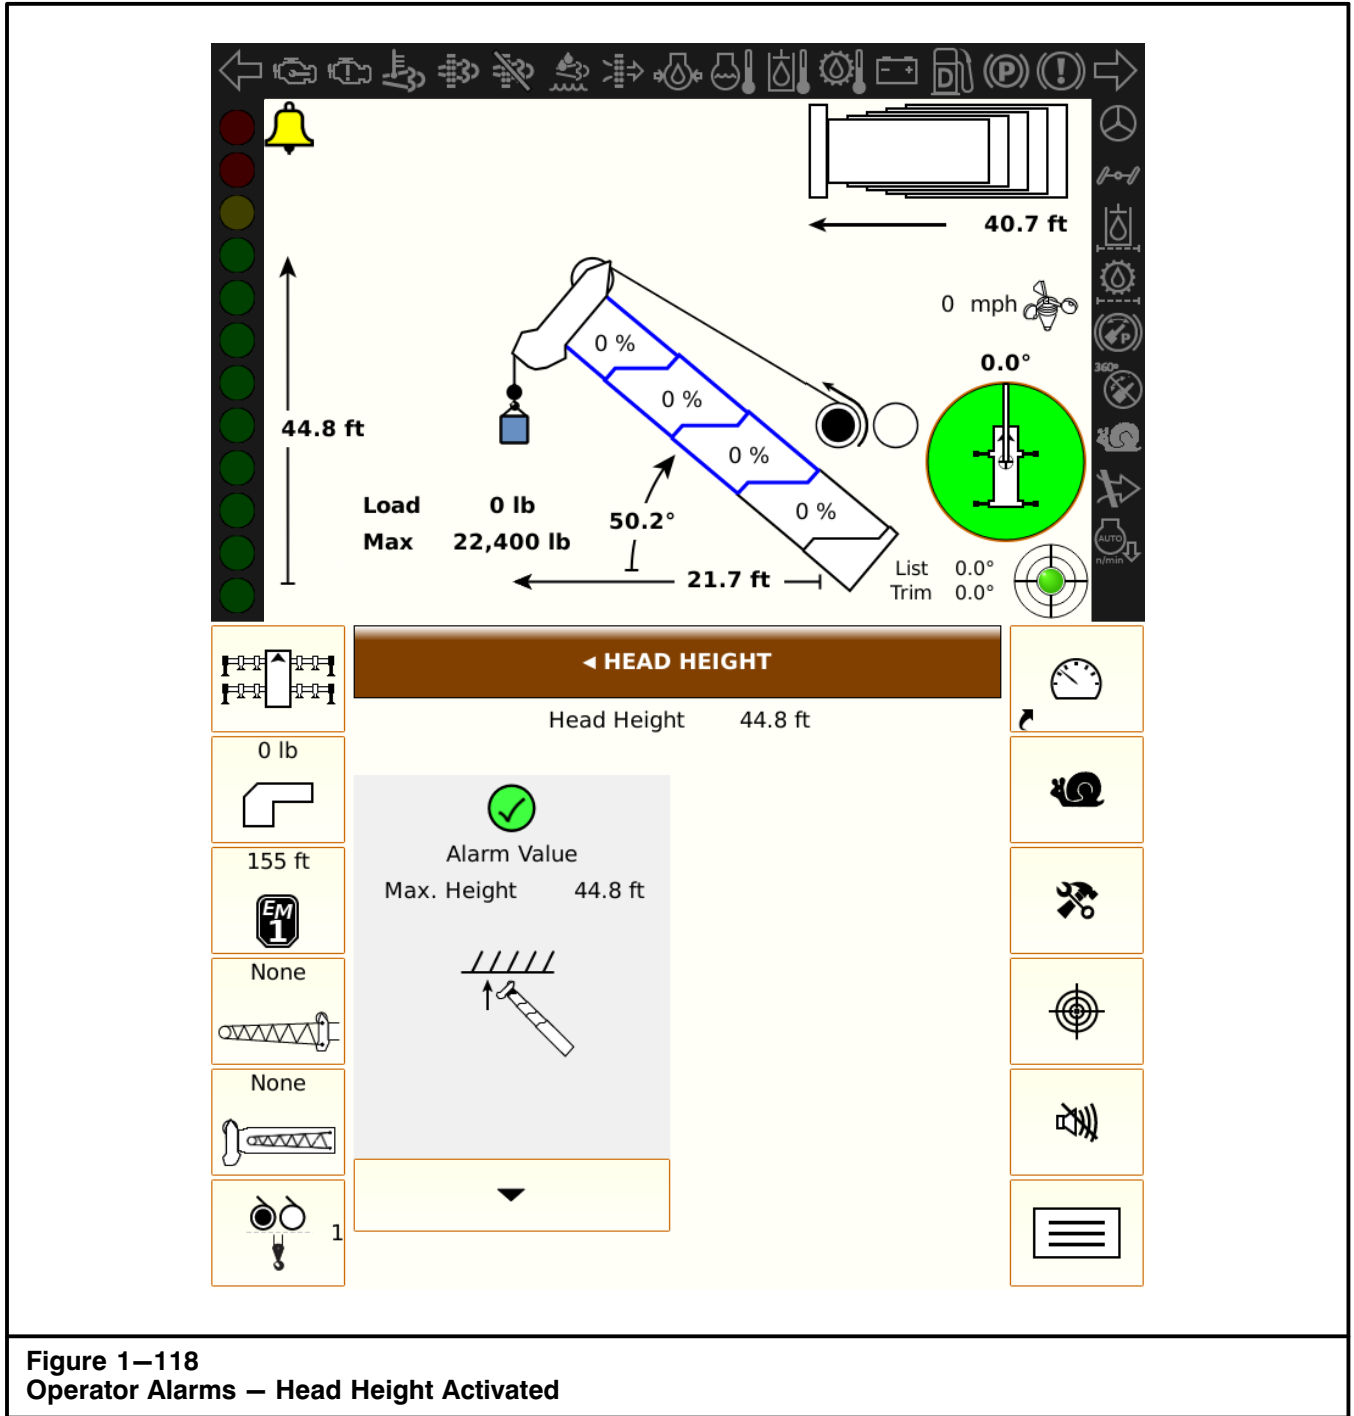 D
P
!
40.7 ft
0 mph
P
0.0°
360°
0 %
0 %
44.8 ft
0 %
Load 0 lb
0 %
50.2°
Max 22,400 lb
AUTO
n/min
List 0.0°
21.7 ft
Trim 0.0°
◄ HEAD HEIGHT
Head Height 44.8 ft
0 lb
Alarm Value
155 ft
Max. Height 44.8 ft
EM
1
None
None
1
Figure 1–118
Operator Alarms – Head Height Activated